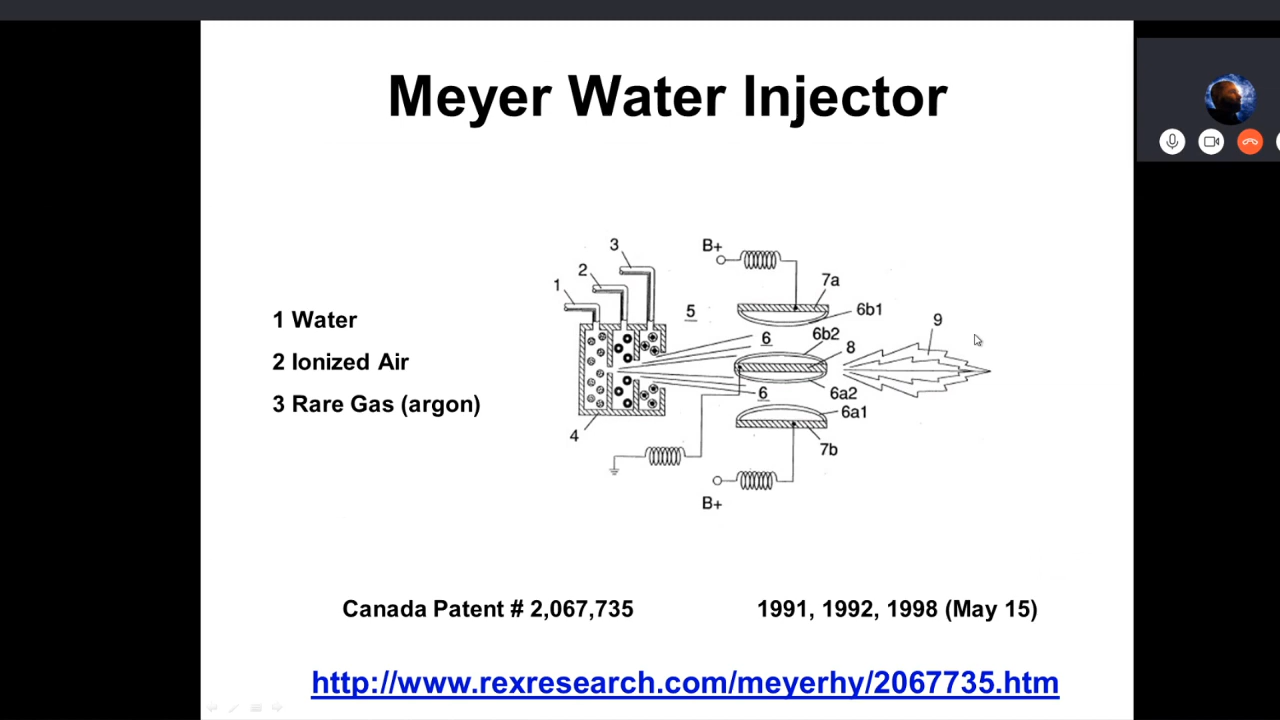 Meyer Water Injector
3
B+
2
7a
1
5
6b1
1 Water
9
6
6b2
8
2 Ionized Air
6
6a2
3 Rare Gas (argon)
6a1
4
7b
B+
Canada Patent # 2,067,735
1991, 1992, 1998 (May 15)
http://www.rexresearch.com/meyerhy/2067735.htm